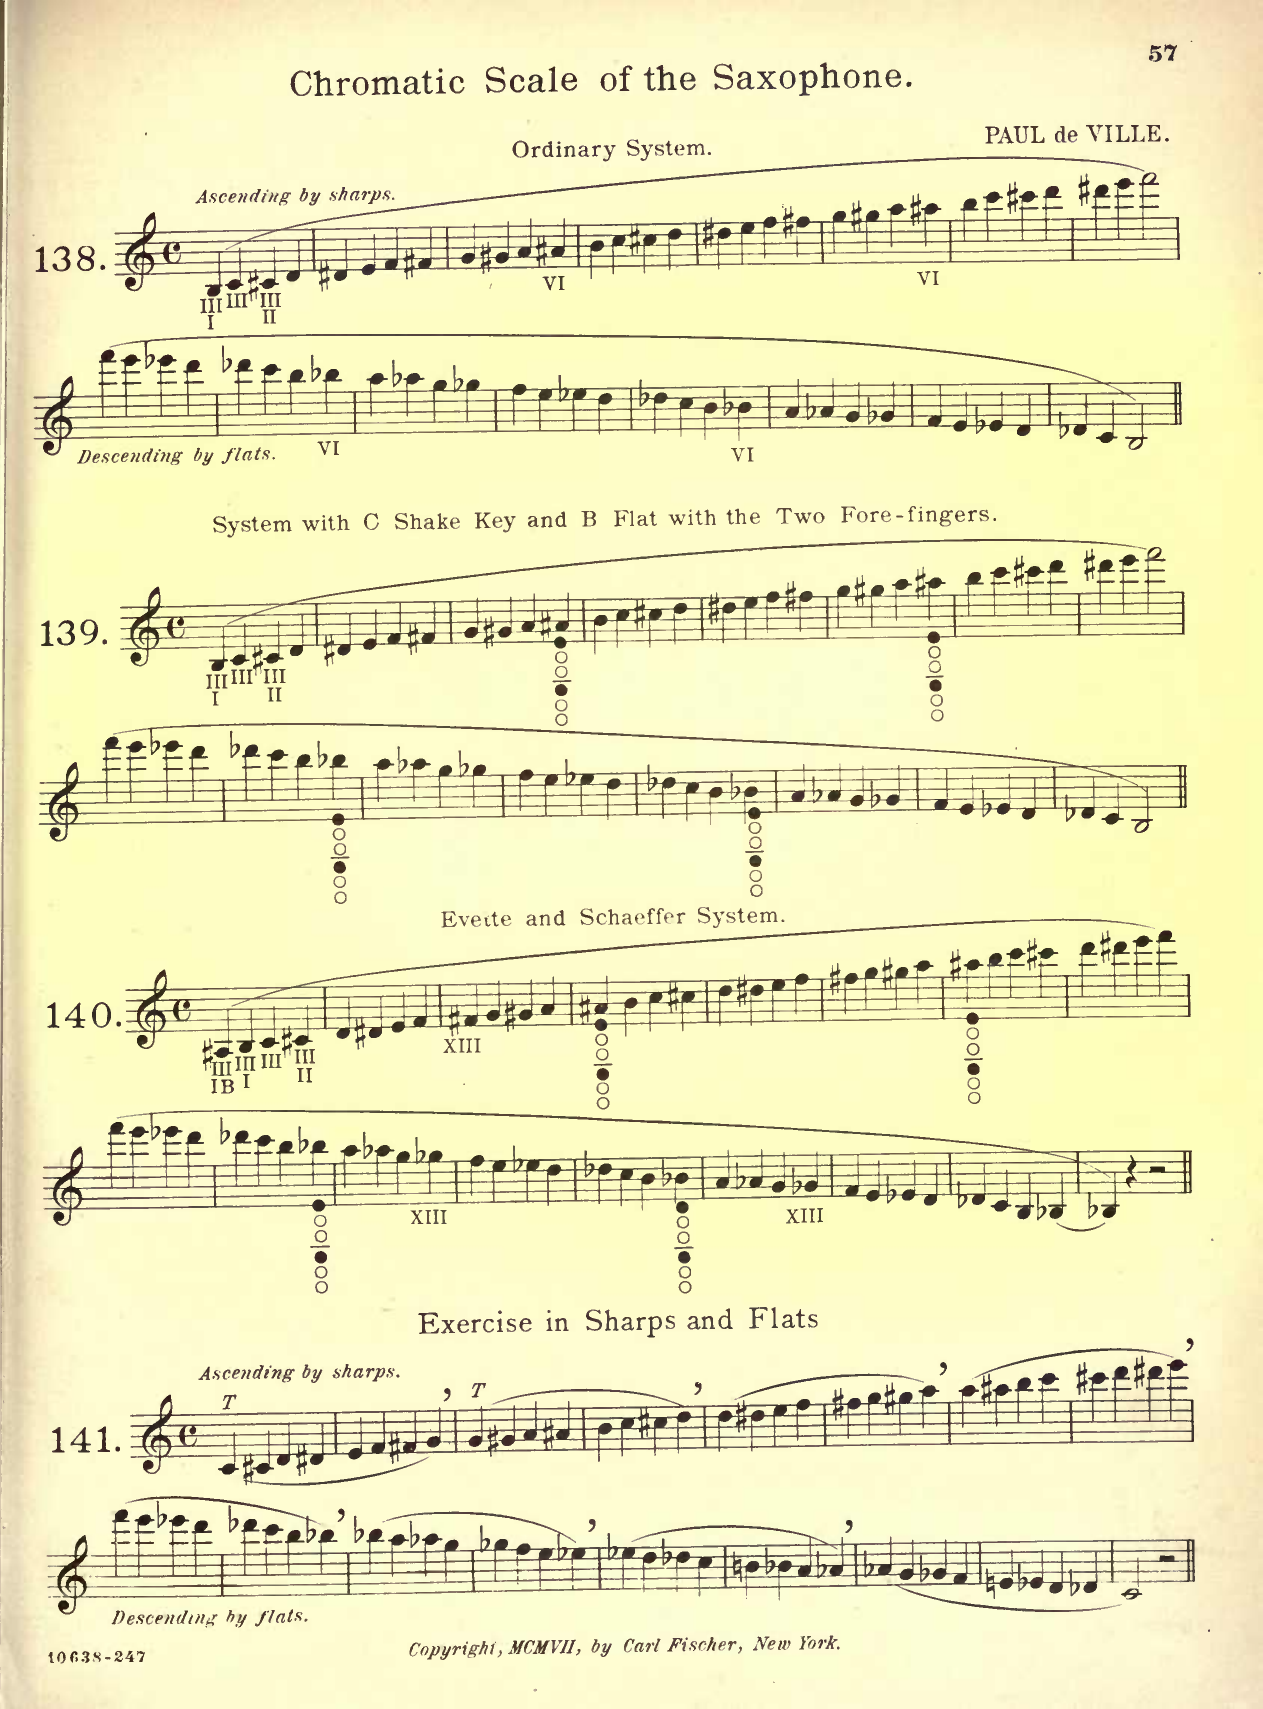 57
Chromatic Scale of the Saxophone.
Ordinary System.
PAUL de VILLE.
Ascending by sharps.
138.
VI
VI
III III III
I II
Descending by flats.
VI
VI
System with C Shake Key and B Flat with the Two Fore-fingers.
139.
III III III
I II
Evette and Schaeffer System.
140.
XIII
III III III III
IB I II
XIII
XIII
Exercise in Sharps and Flats
Ascending by sharps.
T T
141.
Descending by flats.
10638-247
Copyright, MCMVII, by Carl Fischer, New York.